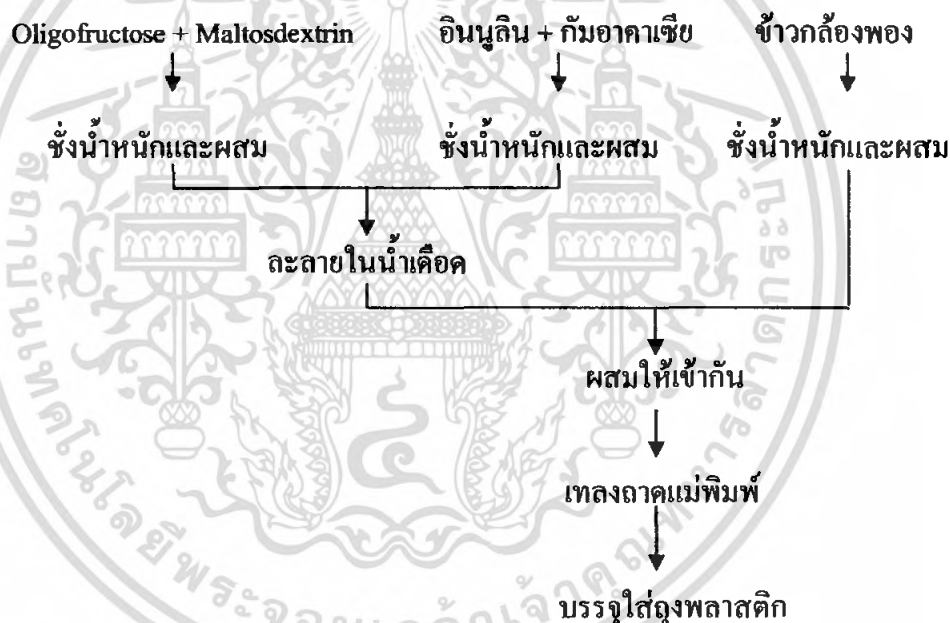 Oligofructose + Maltosdextrin อินนูลิน + กัมอาคาเซีย ข้าวกล้องพอง
ชั่งน้ำหนักและผสม ชั่งน้ำหนักและผสม ชั่งน้ำหนักและผสม
ละลายในน้ำเดือด
ผสมให้เข้ากัน
เทลงถาดแม่พิมพ์
บรรจุใส่ถุงพลาสติก